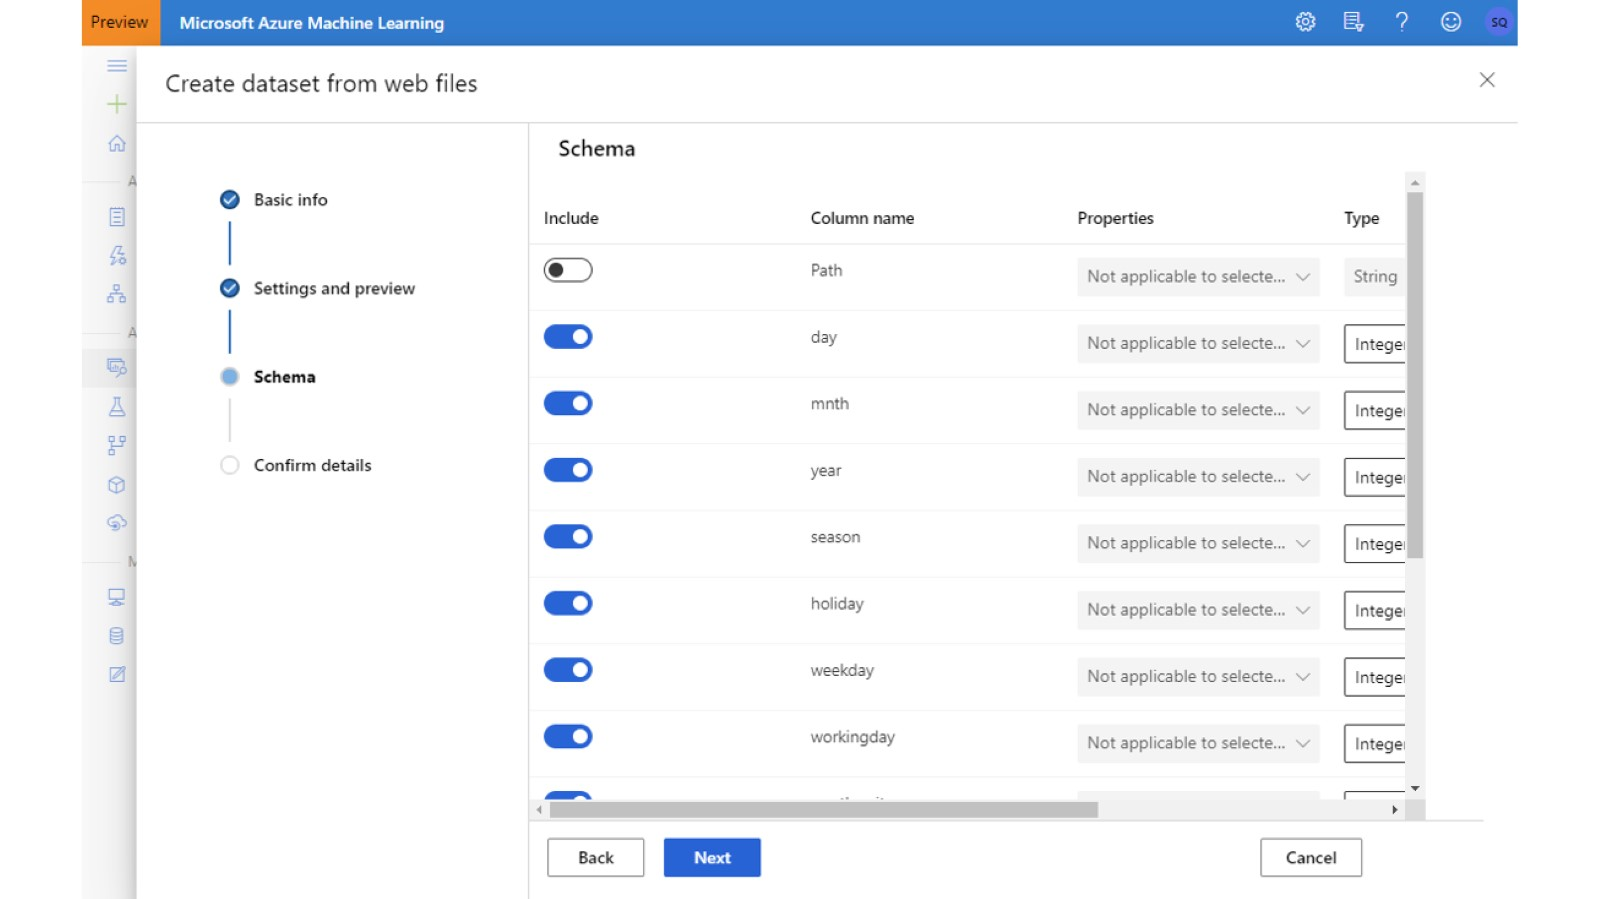 Preview
Microsoft Azure Machine Learning
SQ
Create dataset from web files
A
A
M
Basic info
Settings and preview
Schema
Confirm details
Schema
Include Column name Properties Type
Path Not applicable to selecte... String
day Not applicable to selecte... Intege
mnth Not applicable to selecte... Intege
year Not applicable to selecte... Intege
season Not applicable to selecte... Intege
holiday Not applicable to selecte... Intege
weekday Not applicable to selecte... Intege
workingday Not applicable to selecte... Intege
Back Next Cancel